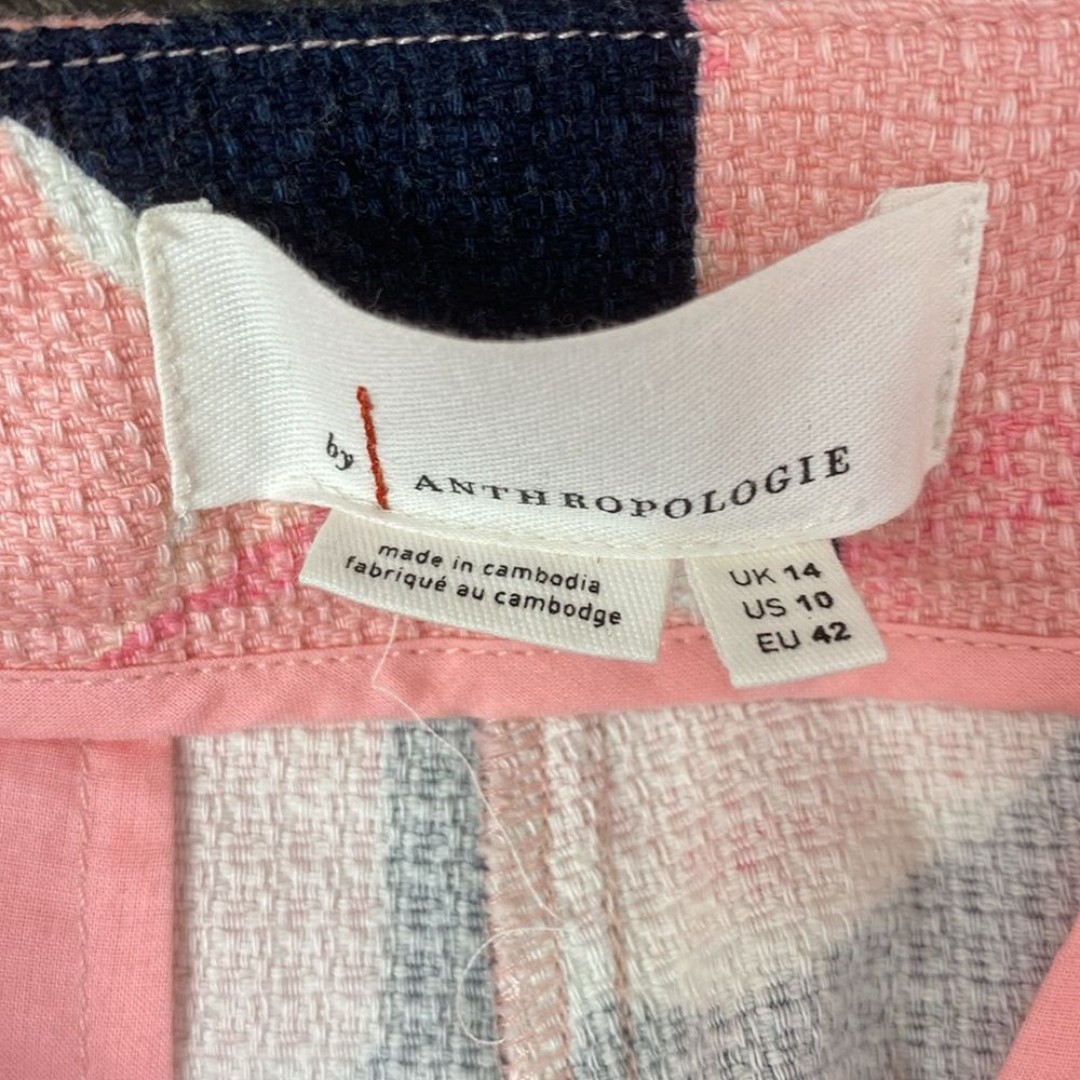 by ANTHROPOLOGIE
made in cambodia
fabriqué au cambodge
UK 14
US 10
EU 42